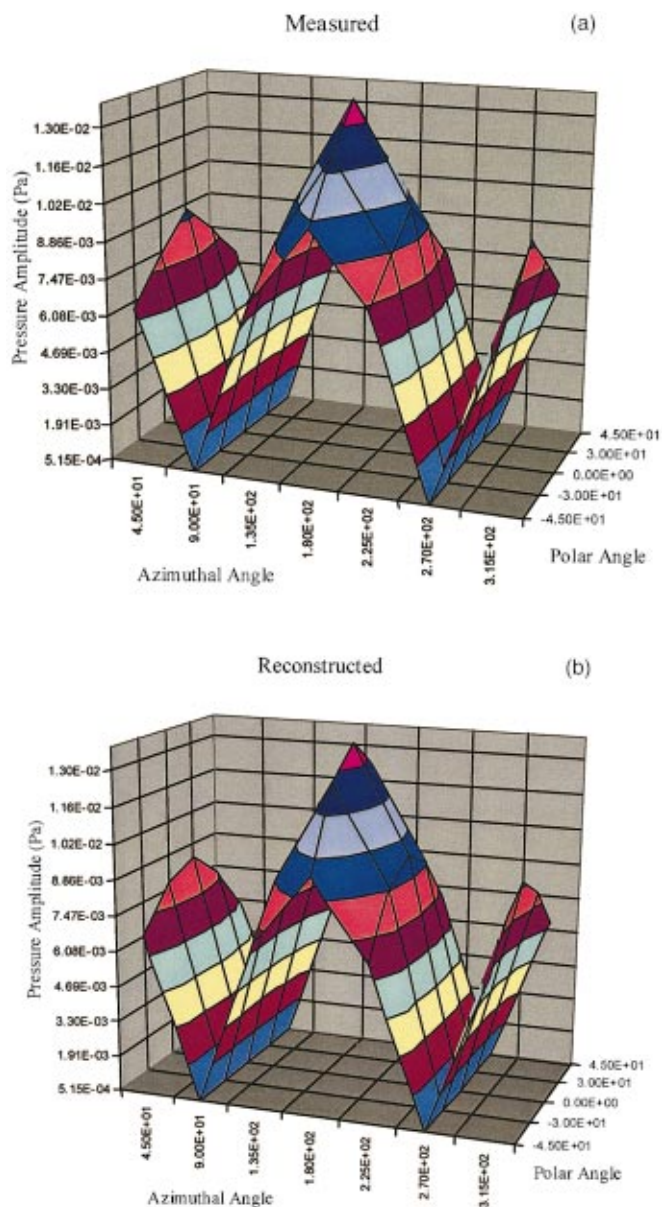 Measured (a)
Pressure Amplitude (Pa)
1.30E-02
1.16E-02
1.02E-02
8.86E-03
7.47E-03
6.08E-03
4.69E-03
3.30E-03
1.91E-03
5.15E-04
4.50E+01
9.00E+01
1.35E+02
1.80E+02
2.25E+02
2.70E+02
3.15E+02
Azimuthal Angle
4.50E+01
3.00E+01
0.00E+00
-3.00E+01
-4.50E+01
Polar Angle
Reconstructed (b)
Pressure Amplitude (Pa)
1.30E-02
1.16E-02
1.02E-02
8.86E-03
7.47E-03
6.08E-03
4.69E-03
3.30E-03
1.91E-03
5.15E-04
4.50E+01
9.00E+01
1.35E+02
1.80E+02
2.25E+02
2.70E+02
3.15E+02
Azimuthal Angle
4.50E+01
3.00E+01
0.00E+00
-3.00E+01
-4.50E+01
Polar Angle